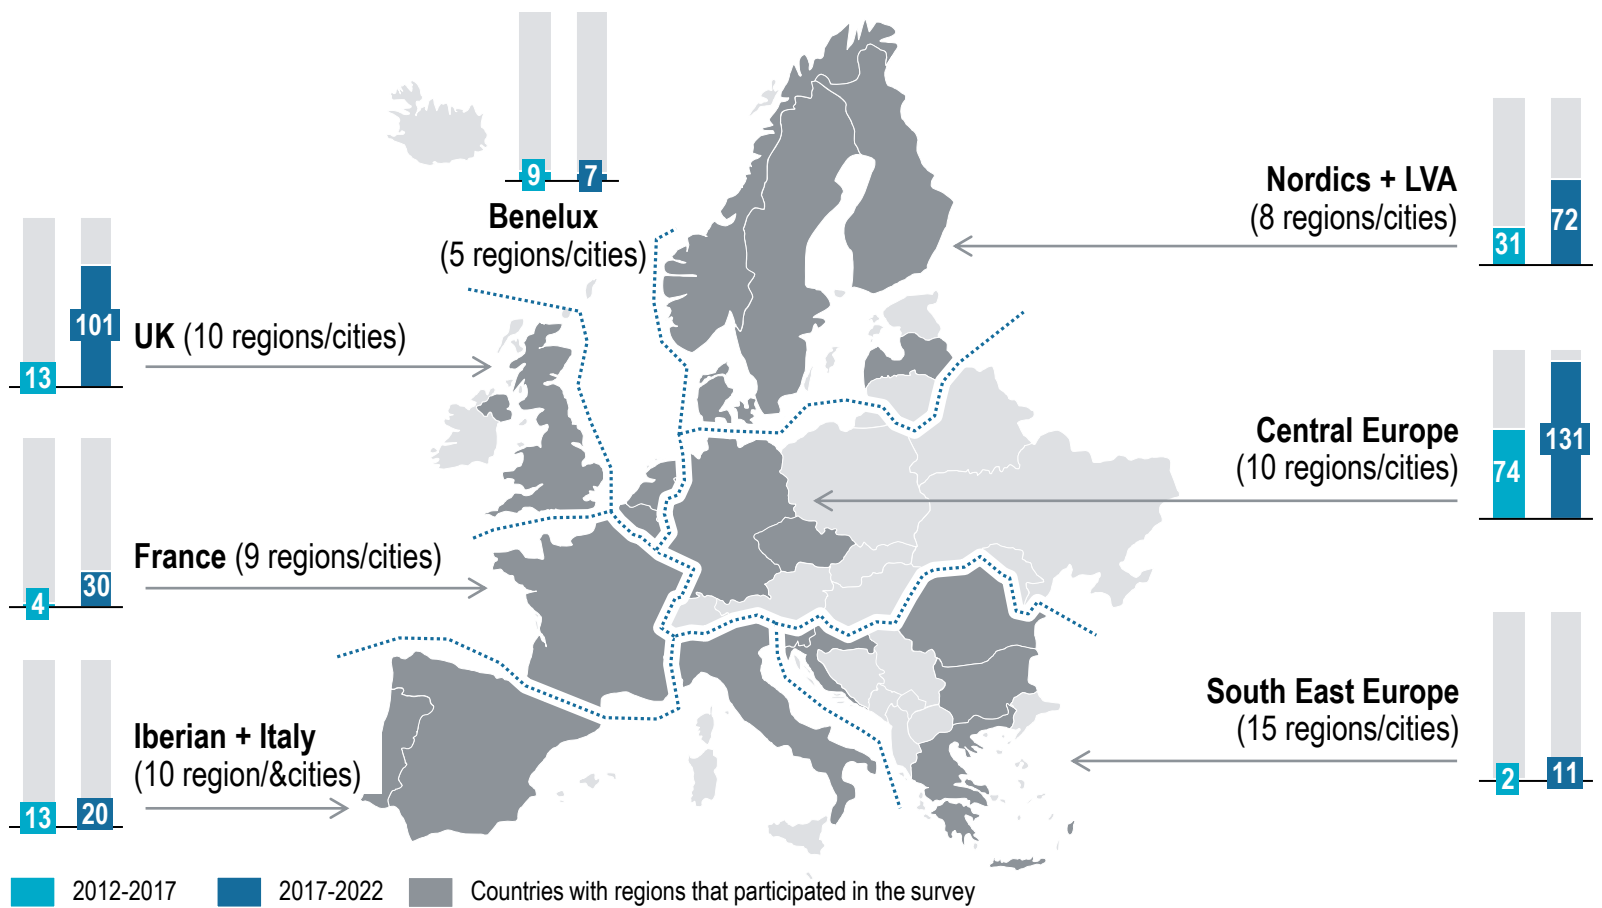 9 7
Benelux
(5 regions/cities)
Nordics + LVA
(8 regions/cities)
31 72
13 101
UK (10 regions/cities)
Central Europe
(10 regions/cities)
74 131
France (9 regions/cities)
4 30
South East Europe
(15 regions/cities)
2 11
Iberian + Italy
(10 region/&cities)
13 20
2012-2017 2017-2022 Countries with regions that participated in the survey